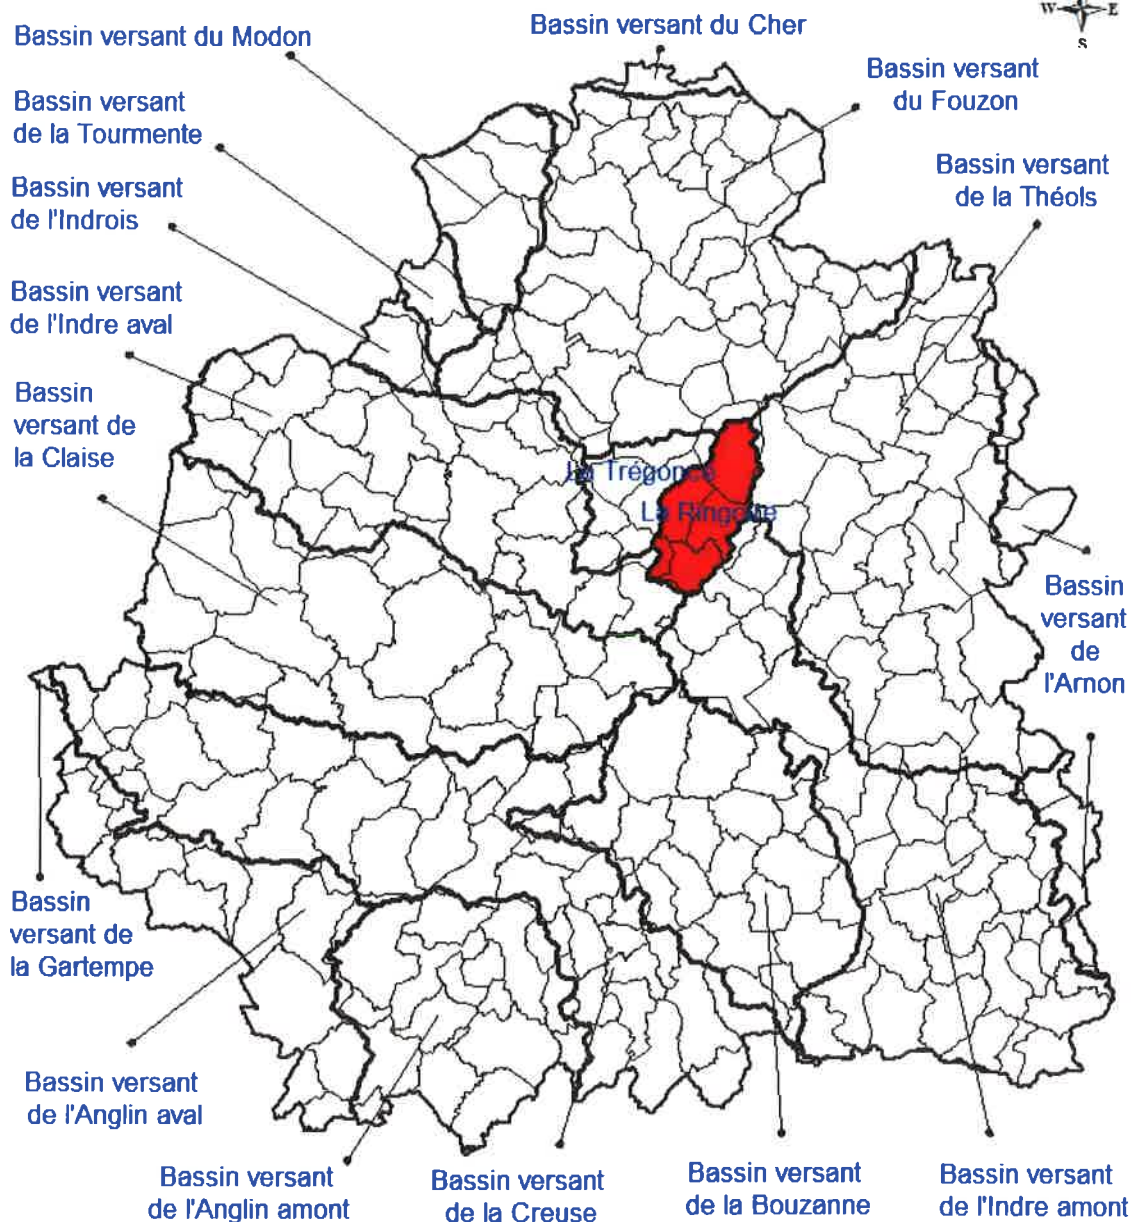 W E
S
Bassin versant du Modon
Bassin versant du Cher
Bassin versant
du Fouzon
Bassin versant
de la Tourmente
Bassin versant
de la Théols
Bassin versant
de l'Indrois
Bassin versant
de l'Indre aval
Bassin
versant de
la Claise
La Trégonce
La Ringoire
Bassin
versant
de
l'Arnon
Bassin
versant de
la Gartempe
Bassin versant
de l'Anglin aval
Bassin versant
de l'Anglin amont
Bassin versant
de la Creuse
Bassin versant
de la Bouzanne
Bassin versant
de l'Indre amont